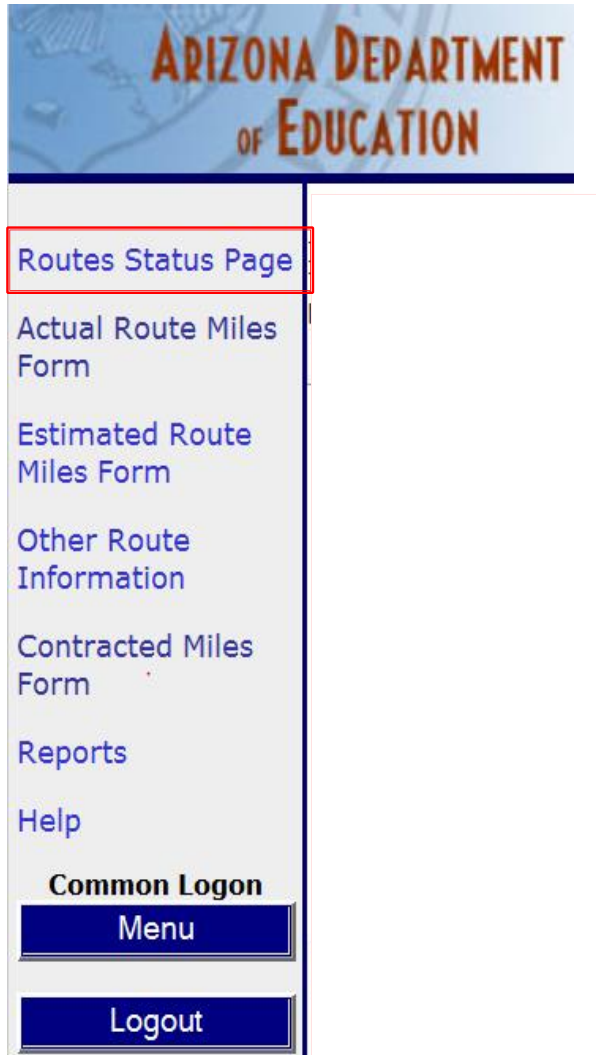 ARIZONA DEPARTMENT
OF EDUCATION
Routes Status Page
Actual Route Miles
Form
Estimated Route
Miles Form
Other Route
Information
Contracted Miles
Form
Reports
Help
Common Logon
Menu
Logout